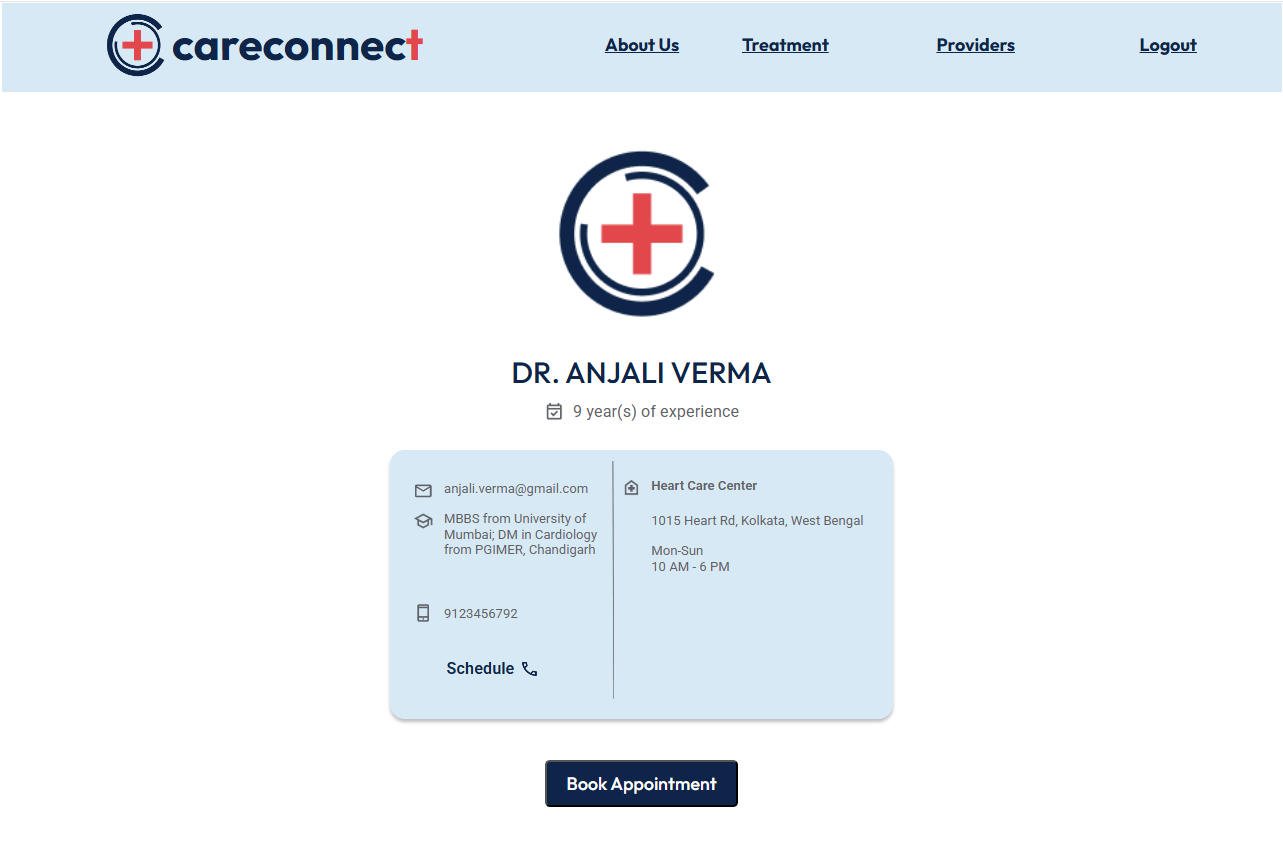 careconnect
About Us
Treatment
Providers
Logout
DR. ANJALI VERMA
9 year(s) of experience
anjali.verma@gmail.com
MBBS from University of
Mumbai; DM in Cardiology
from PGIMER, Chandigarh
9123456792
Schedule
Heart Care Center
1015 Heart Rd, Kolkata, West Bengal
Mon-Sun
10 AM - 6 PM
Book Appointment